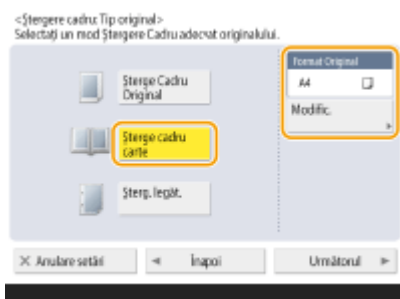 <Ștergere cadru: Tip original>
Selectați un mod Ștergere Cadru adecvat originalului.
Format Original
A4
Modific.
Șterge Cadru
Original
Șterge cadru
carte
Șterg. legăt.
Anulare setări
Înapoi
Următorul